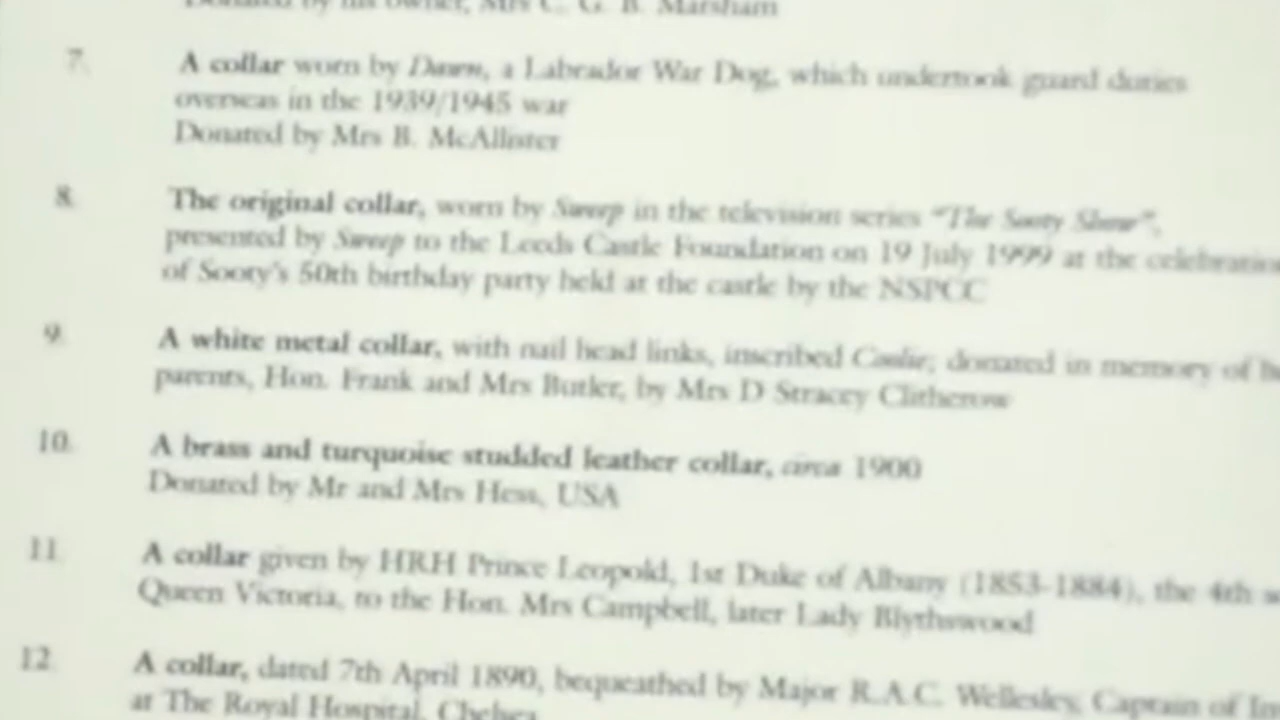 Donated by his owner, Mrs C. G. B. Marsham
7. A collar worn by Dawn, a Labrador War Dog, which undertook guard duties
overseas in the 1939/1945 war
Donated by Mrs B. McAllister
8. The original collar, worn by Sweep in the television series "The Sooty Show",
presented by Sweep to the Leeds Castle Foundation on 19 July 1999 at the
of Sooty's 50th birthday party held at the castle by the NSPCC
9. A white metal collar, with nail head links, inscribed donated in memory of
parents, Hon. Frank and Mrs Butler, by Mrs D Stracey Clitherow
10. A brass and turquoise studded leather collar, circa 1900
Donated by Mr and Mrs Hess, USA
11. A collar given by HRH Prince Leopold, 1st Duke of Albany (1853-1884), the 4th
Queen Victoria, to the Hon. Mrs Campbell, later Lady Blythswood
12. A collar, dated 7th April 1890, bequeathed by Major R.A.C. Wellesley, Captain of
at The Royal Hospital, Chelsea